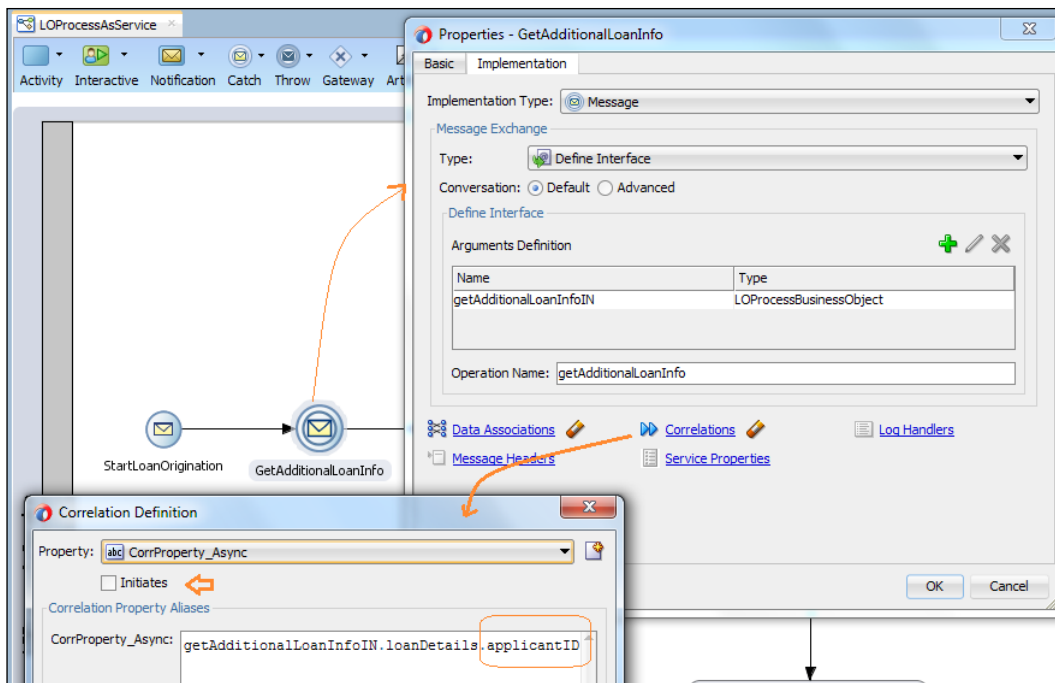 LOProcessAsService
Activity Interactive Notification Catch Throw Gateway Art
StartLoanOrigination
GetAdditionalLoanInfo
Properties - GetAdditionalLoanInfo
Basic Implementation
Implementation Type: Message
Message Exchange
Type: Define Interface
Conversation: Default Advanced
Define Interface
Arguments Definition
Name Type
getAdditionalLoanInfoIN LOProcessBusinessObject
Operation Name: getAdditionalLoanInfo
Data Associations Correlations Log Handlers
Message Headers Service Properties
OK Cancel
Correlation Definition
Property: abc CorrProperty_Async
Initiates
Correlation Property Aliases
CorrProperty_Async: getAdditionalLoanInfoIN.loanDetails.applicantID